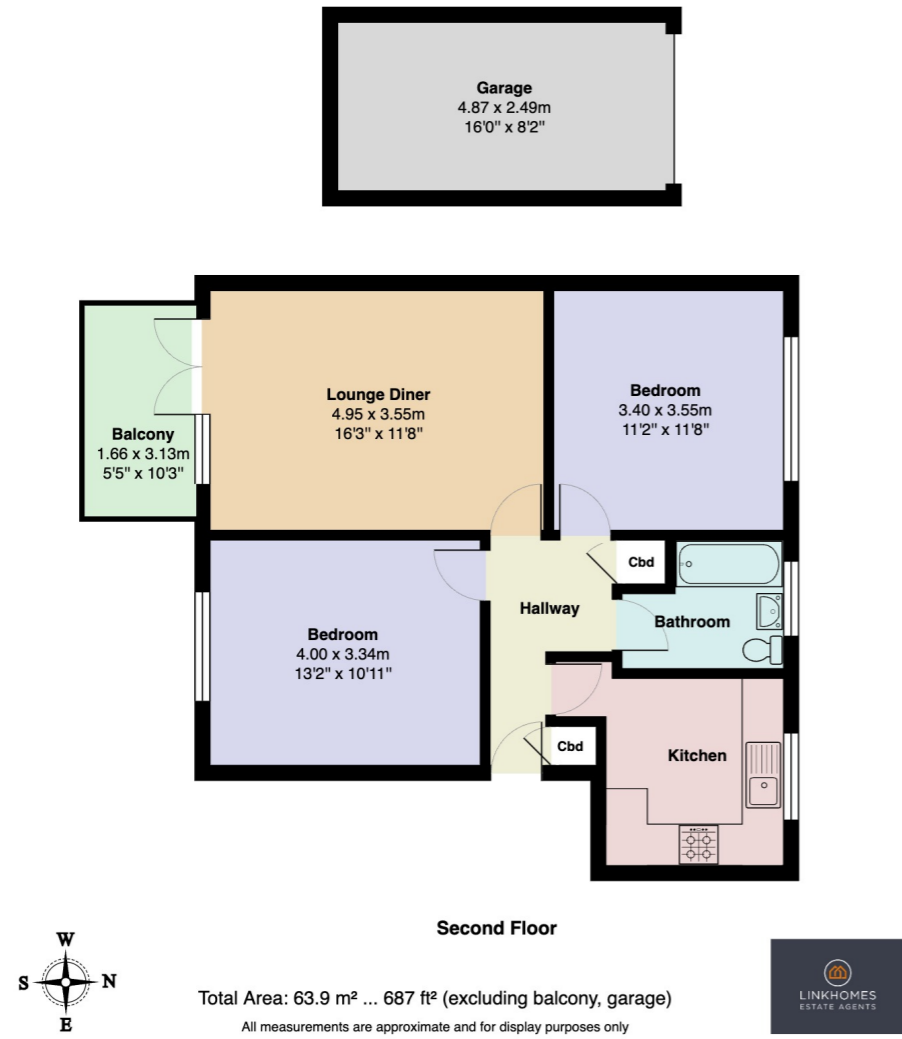 Garage
4.87 x 2.49m
16'0" x 8'2"
Lounge Diner
4.95 x 3.55m
16'3" x 11'8"
Bedroom
3.40 x 3.55m
11'2" x 11'8"
Balcony
1.66 x 3.13m
5'5" x 10'3"
Cbd
Hallway
Bathroom
Bedroom
4.00 x 3.34m
13'2" x 10'11"
Cbd
Kitchen
Second Floor
W
S
N
E
Total Area: 63.9 m² ... 687 ft² (excluding balcony, garage)
All measurements are approximate and for display purposes only
LINKHOMES
ESTATE AGENTS